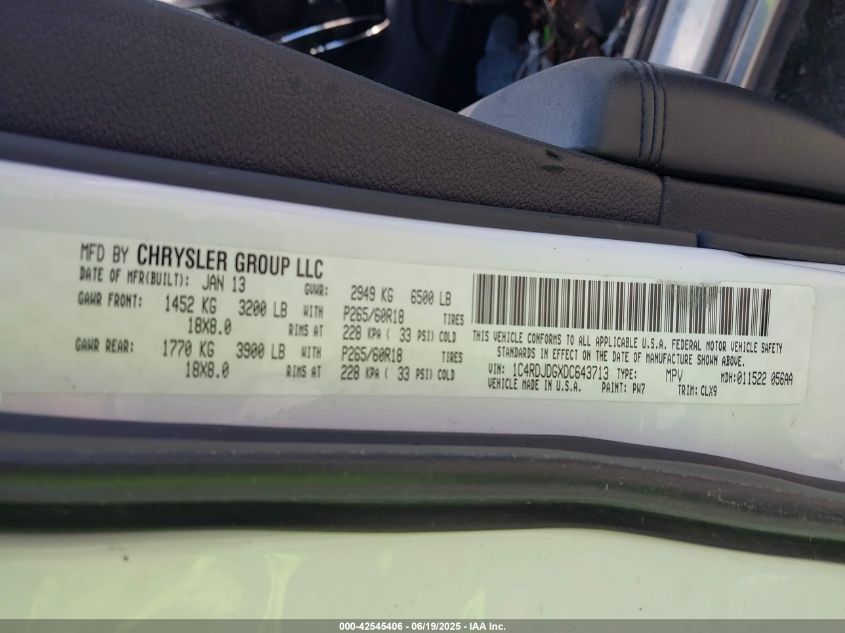 MFD BY CHRYSLER GROUP LLC
DATE OF MFR(BUILT): JAN 13 GVWR: 2949 KG 6500 LB
GAWR FRONT: 1452 KG 3200 LB WITH P265/60R18 TIRES
18X8.0 RIMS AT 228 KPA ( 33 PSI) COLD
GAWR REAR: 1770 KG 3900 LB WITH P265/60R18 TIRES
18X8.0 RIMS AT 228 KPA ( 33 PSI) COLD
THIS VEHICLE CONFORMS TO ALL APPLICABLE U.S.A. FEDERAL MOTOR VEHICLE SAFETY
STANDARDS IN EFFECT ON THE DATE OF MANUFACTURE SHOWN ABOVE.
VIN: 1C4RDJDGXDC643713 TYPE: MPV MDH:011522 056AA
VEHICLE MADE IN U.S.A. PAINT: PW7 TRIM: CLX9
000-42545406 - 06/19/2025 - IAA Inc.